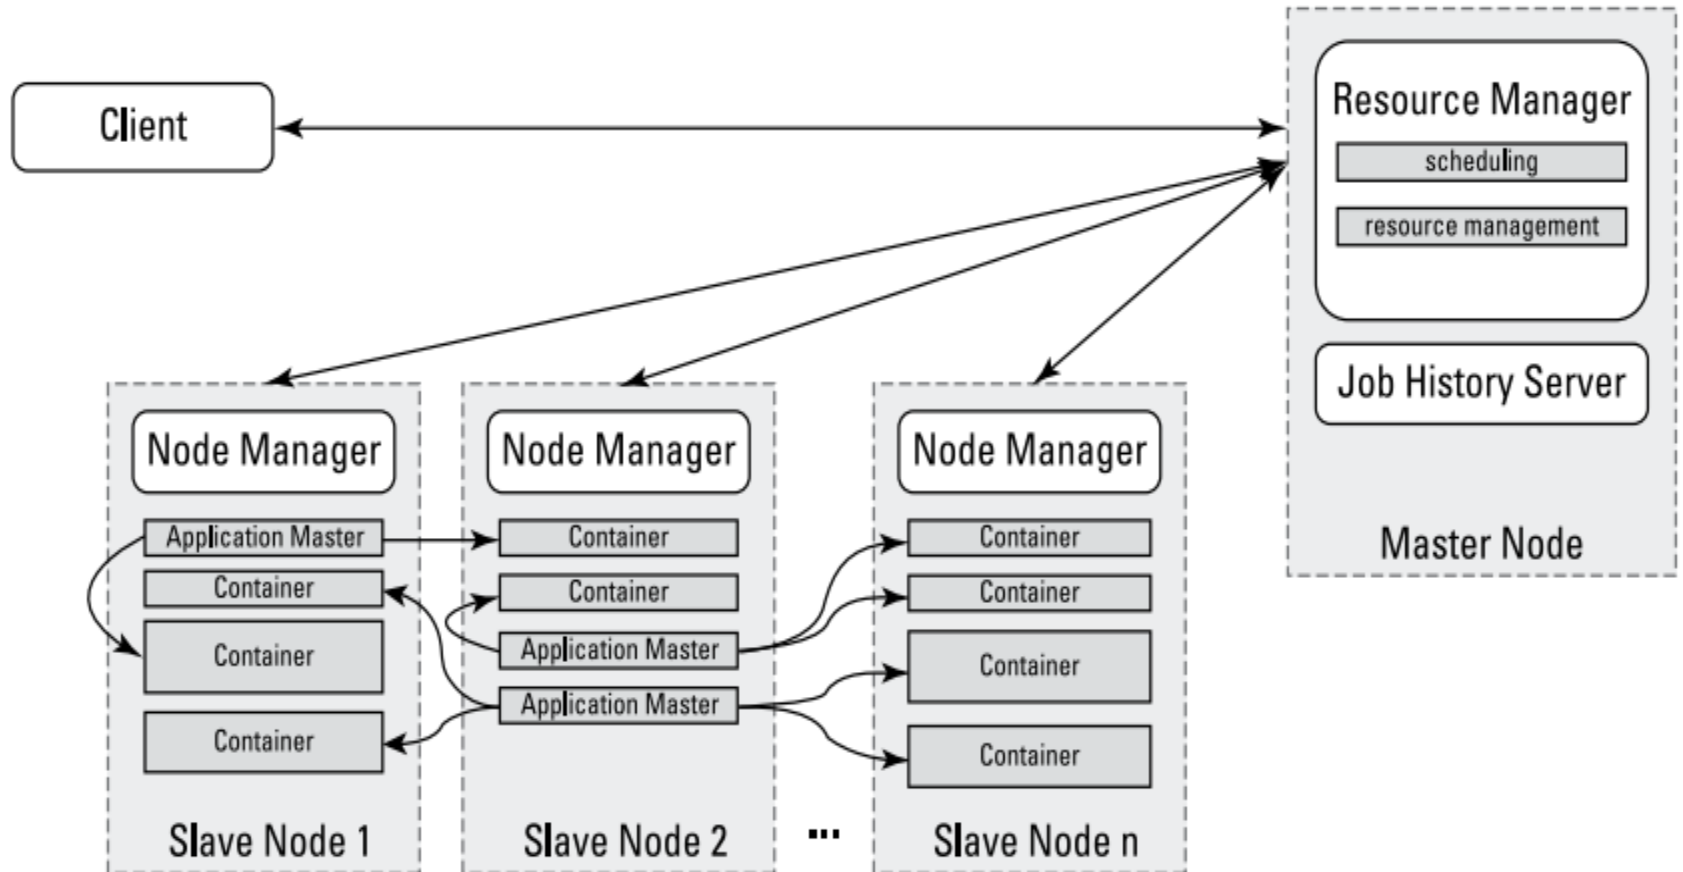 Client
Resource Manager
scheduling
resource management
Job History Server
Master Node
Node Manager
Application Master
Container
Container
Container
Slave Node 1
Node Manager
Container
Container
Application Master
Application Master
Slave Node 2
...
Node Manager
Container
Container
Container
Container
Slave Node n